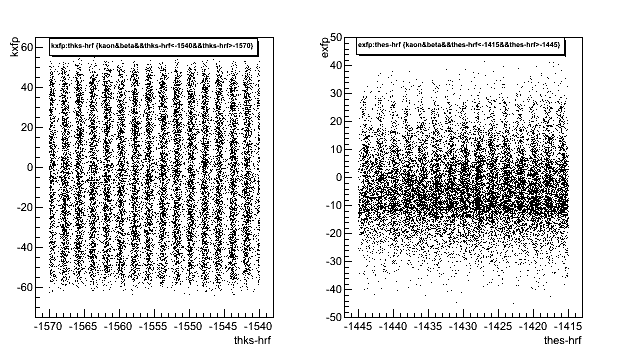 kxfp:thks-hrf {kaon&beta&&thks-hrf<-1540&&thks-hrf>-1570}
kxfp
60
40
20
0
-20
-40
-60
-1570 -1565 -1560 -1555 -1550 -1545 -1540
thks-hrf
exfp:thes-hrf {kaon&beta&&thes-hrf<-1415&&thes-hrf>-1445}
exfp
50
40
30
20
10
0
-10
-20
-30
-40
-50
-1445 -1440 -1435 -1430 -1425 -1420 -1415
thes-hrf